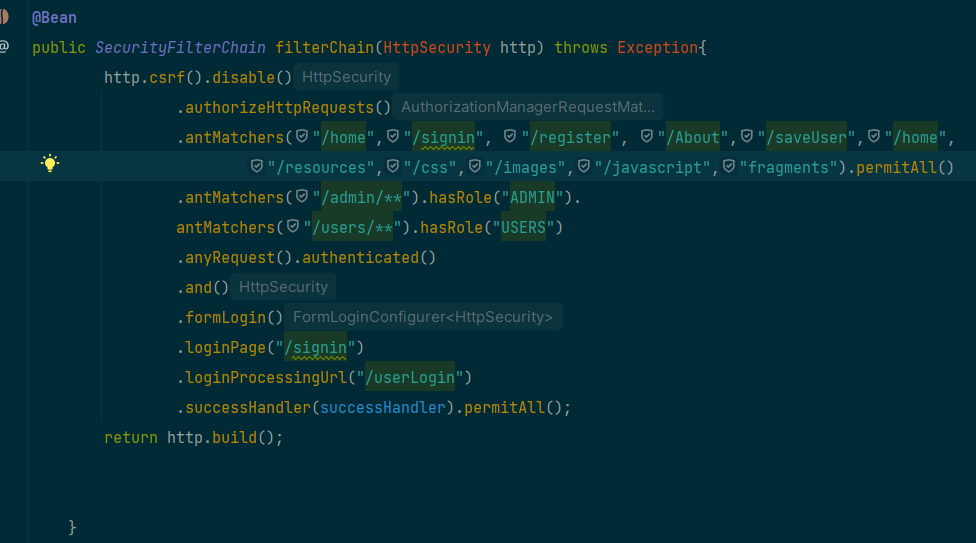 @Bean
public SecurityFilterChain filterChain(HttpSecurity http) throws Exception{
http.csrf().disable() HttpSecurity
.authorizeHttpRequests() AuthorizationManagerRequestMat...
.antMatchers("/home","/signin", "/register", "/About","/saveUser","/home",
"/resources","/css","/images","/javascript","fragments").permitAll()
.antMatchers("/admin/**").hasRole("ADMIN").
antMatchers("/users/**").hasRole("USERS")
.anyRequest().authenticated()
.and() HttpSecurity
.formLogin() FormLoginConfigurer<HttpSecurity>
.loginPage("/signin")
.loginProcessingUrl("/userLogin")
.successHandler(successHandler).permitAll();
return http.build();
}